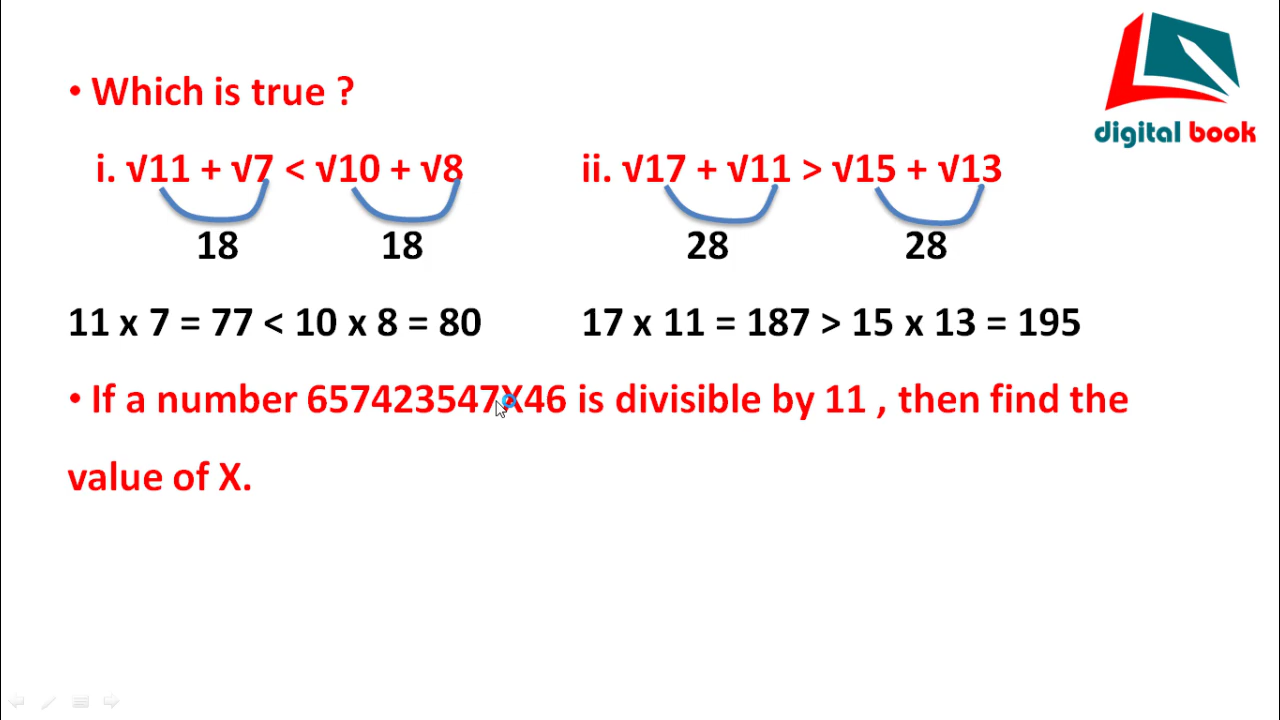 digital book
• Which is true ?
i. √11 + √7 < √10 + √8 ii. √17 + √11 > √15 + √13
18 18 28 28
11 x 7 = 77 < 10 x 8 = 80 17 x 11 = 187 > 15 x 13 = 195
• If a number 657423547X46 is divisible by 11 , then find the
value of X.